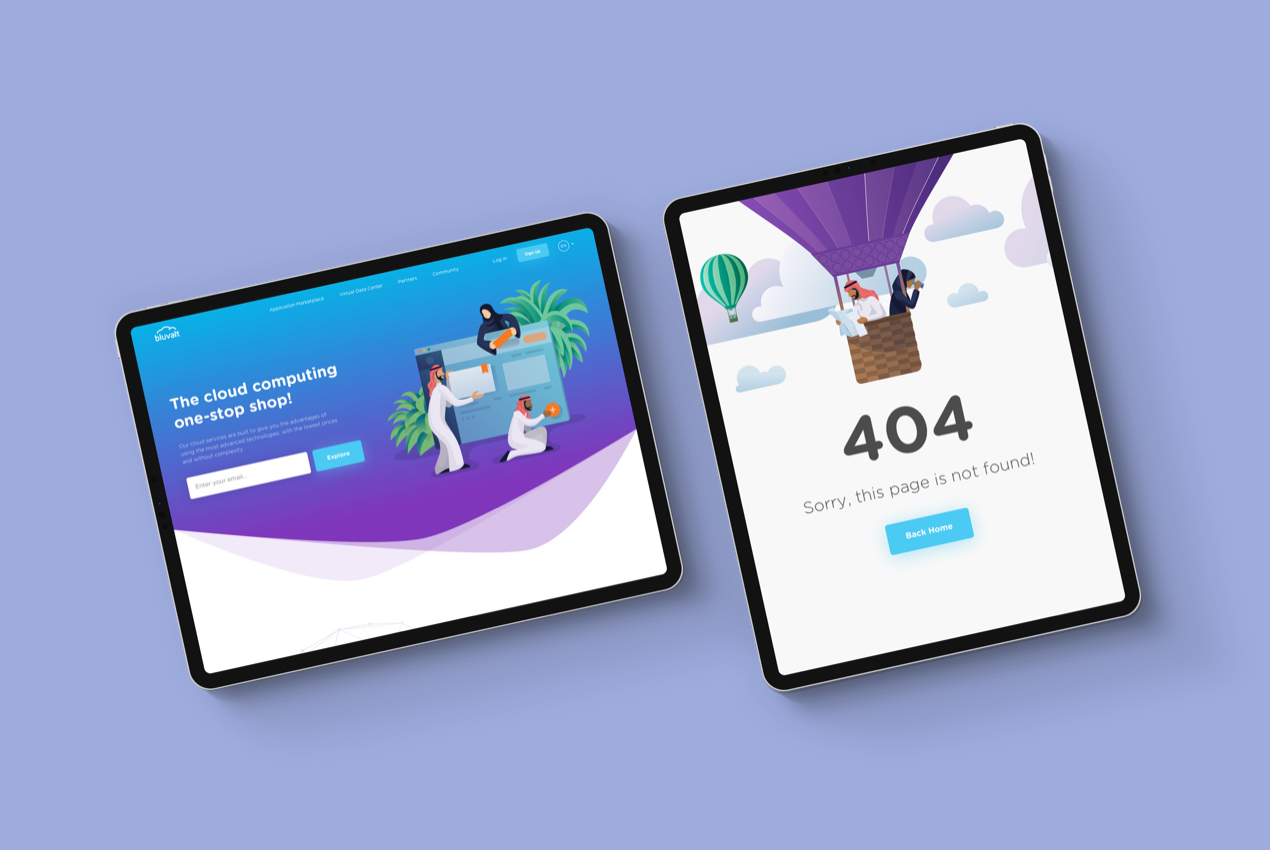 bluvalt
Application Marketplace
Virtual Data Center
Partners
Community
Log in
Sign Up
EN
The cloud computing
one-stop shop!
Our cloud services are built to give you the advantages of
using the most advanced technologies, with the lowest prices
and without complexity.
Enter your email...
Explore
404
Sorry, this page is not found!
Back Home